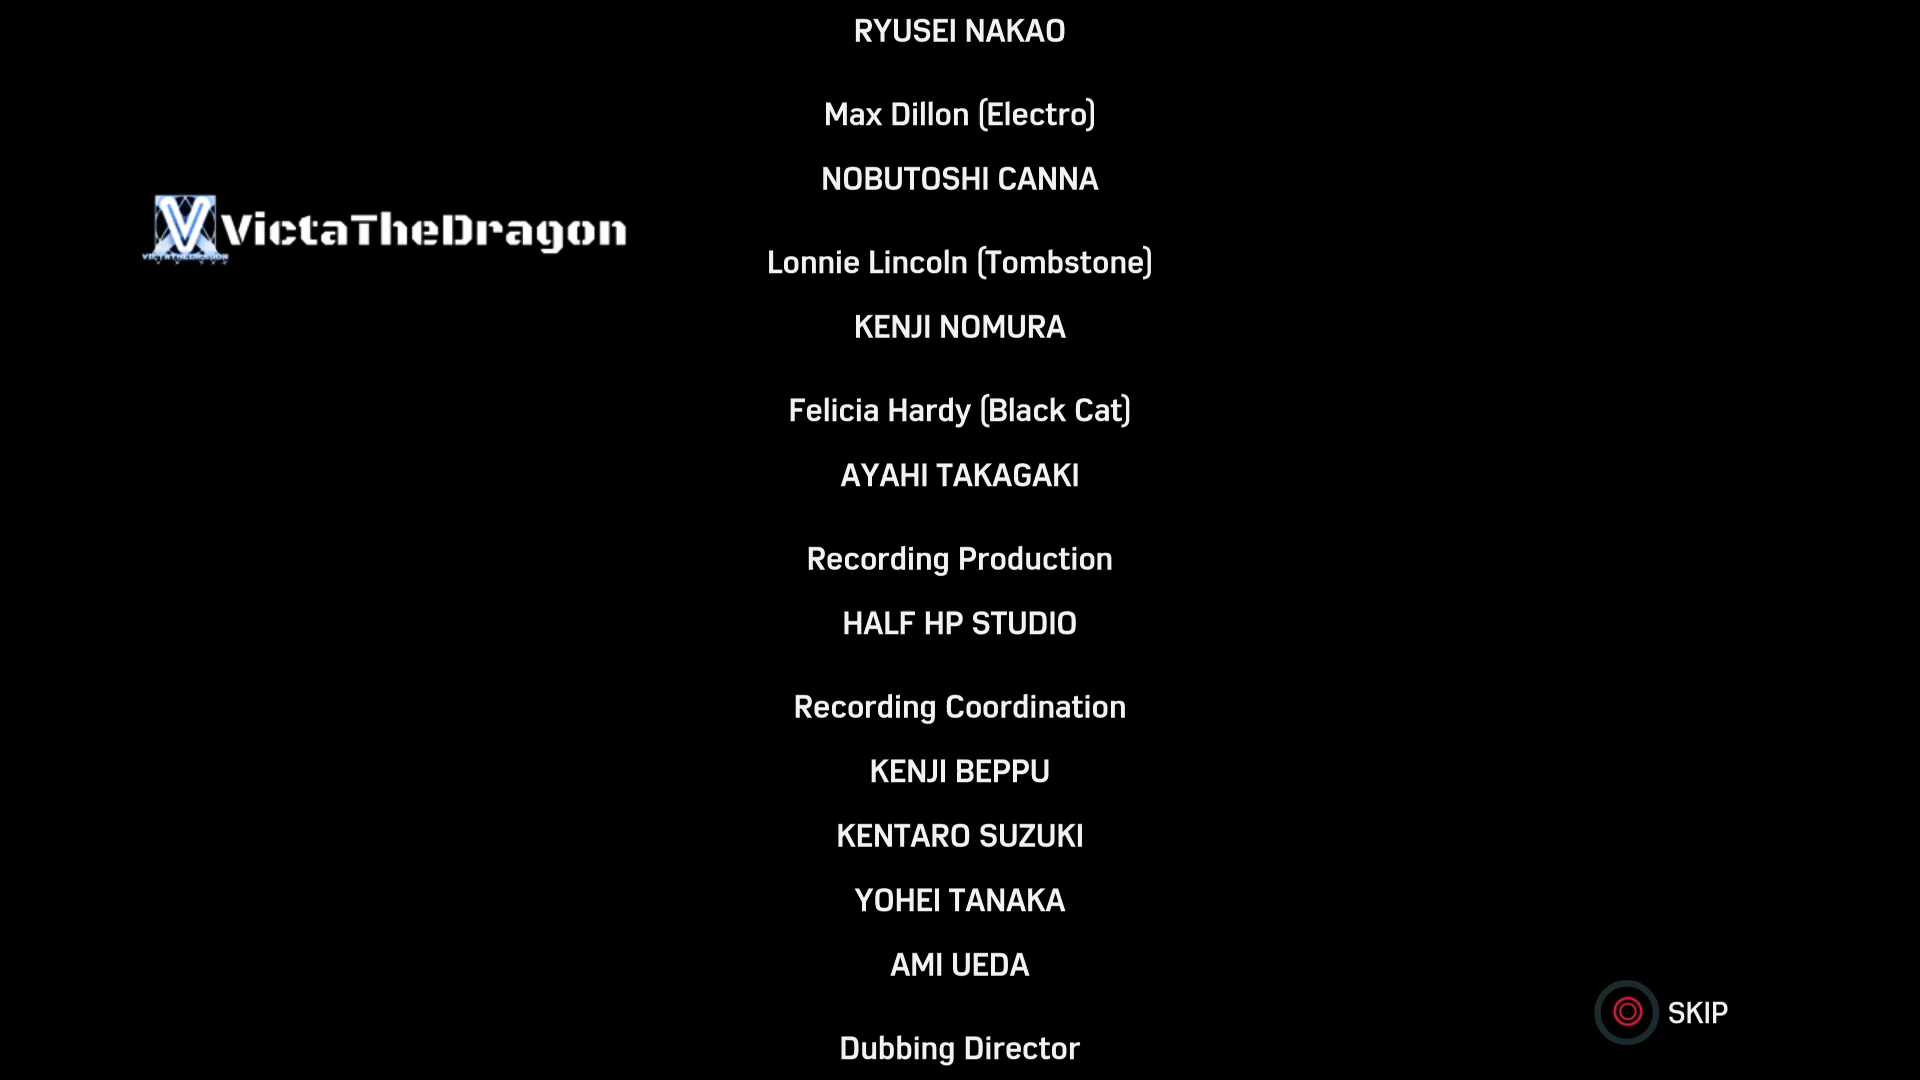 RYUSEI NAKAO
Max Dillon (Electro)
NOBUTOSHI CANNA
VictaTheDragon
Lonnie Lincoln (Tombstone)
KENJI NOMURA
Felicia Hardy (Black Cat)
AYAHI TAKAGAKI
Recording Production
HALF HP STUDIO
Recording Coordination
KENJI BEPPU
KENTARO SUZUKI
YOHEI TANAKA
AMI UEDA
SKIP
Dubbing Director